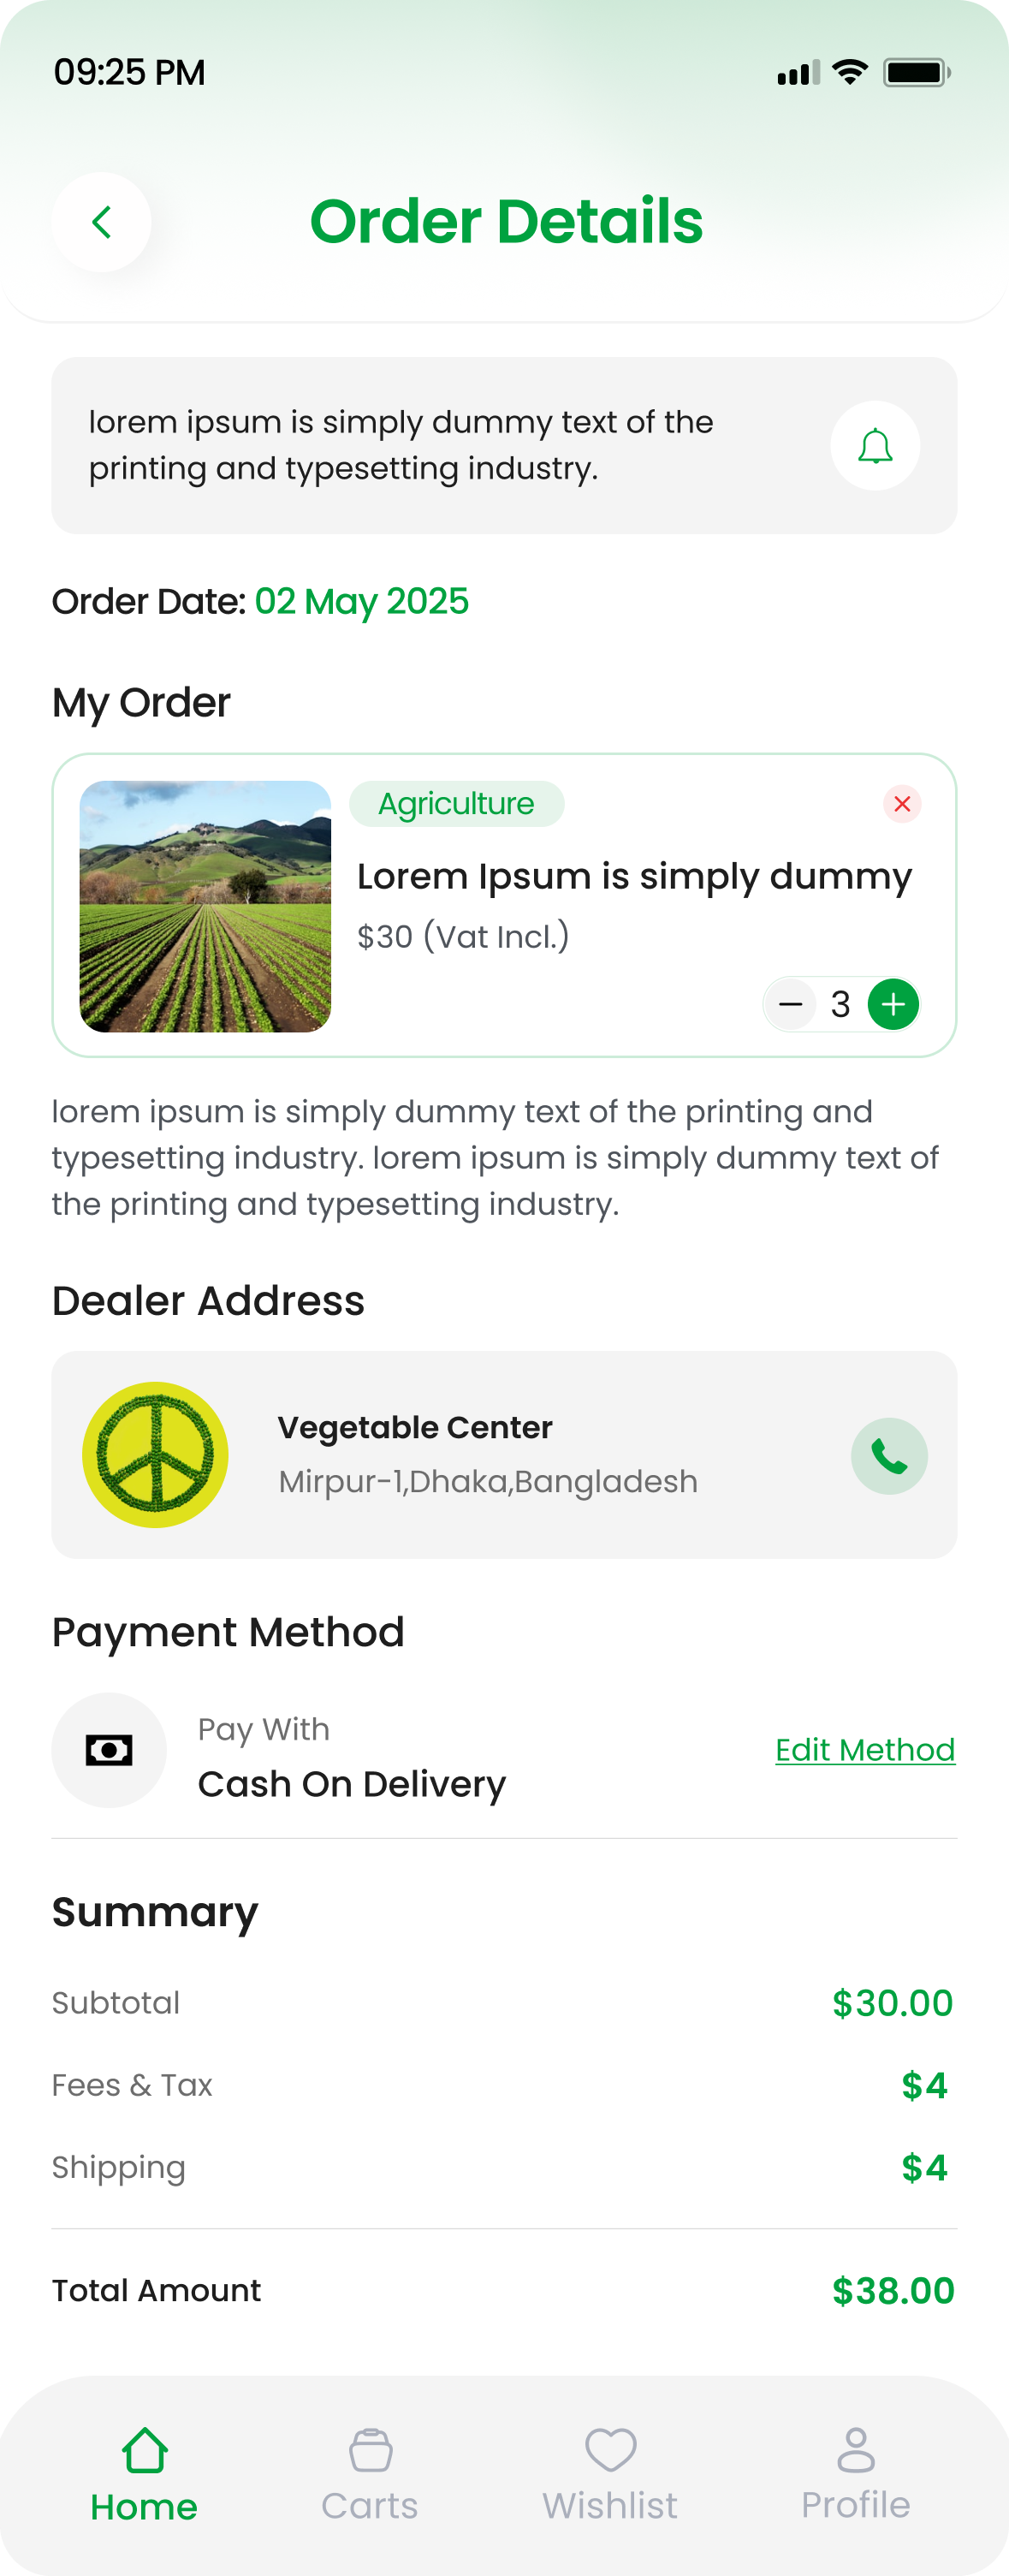 09:25 PM
Order Details
lorem ipsum is simply dummy text of the
printing and typesetting industry.
Order Date: 02 May 2025
My Order
Agriculture
Lorem Ipsum is simply dummy
$30 (Vat Incl.)
3
lorem ipsum is simply dummy text of the printing and
typesetting industry. lorem ipsum is simply dummy text of
the printing and typesetting industry.
Dealer Address
Vegetable Center
Mirpur-1,Dhaka,Bangladesh
Payment Method
Pay With
Cash On Delivery
Edit Method
Summary
Subtotal $30.00
Fees & Tax $4
Shipping $4
Total Amount $38.00
Home Carts Wishlist Profile